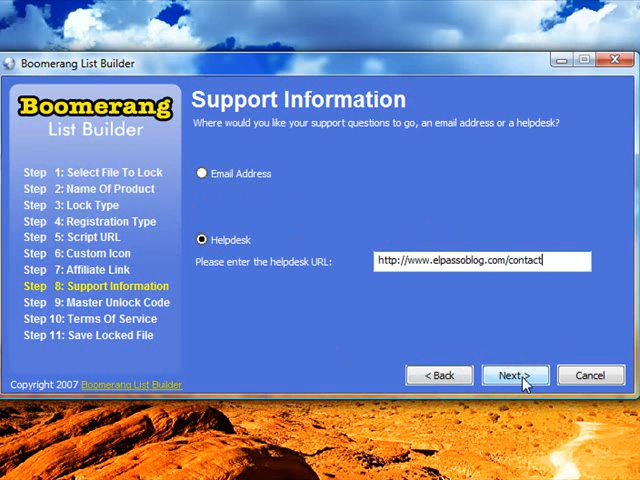 Boomerang List Builder
Boomerang
List Builder
Support Information
Where would you like your support questions to go, an email address or a helpdesk?
Step 1: Select File To Lock
Step 2: Name Of Product
Step 3: Lock Type
Step 4: Registration Type
Step 5: Script URL
Step 6: Custom Icon
Step 7: Affiliate Link
Step 8: Support Information
Step 9: Master Unlock Code
Step 10: Terms Of Service
Step 11: Save Locked File
Email Address
Helpdesk
Please enter the helpdesk URL:
http://www.elpassoblog.com/contact
< Back
Next >
Cancel
Copyright 2007 Boomerang List Builder